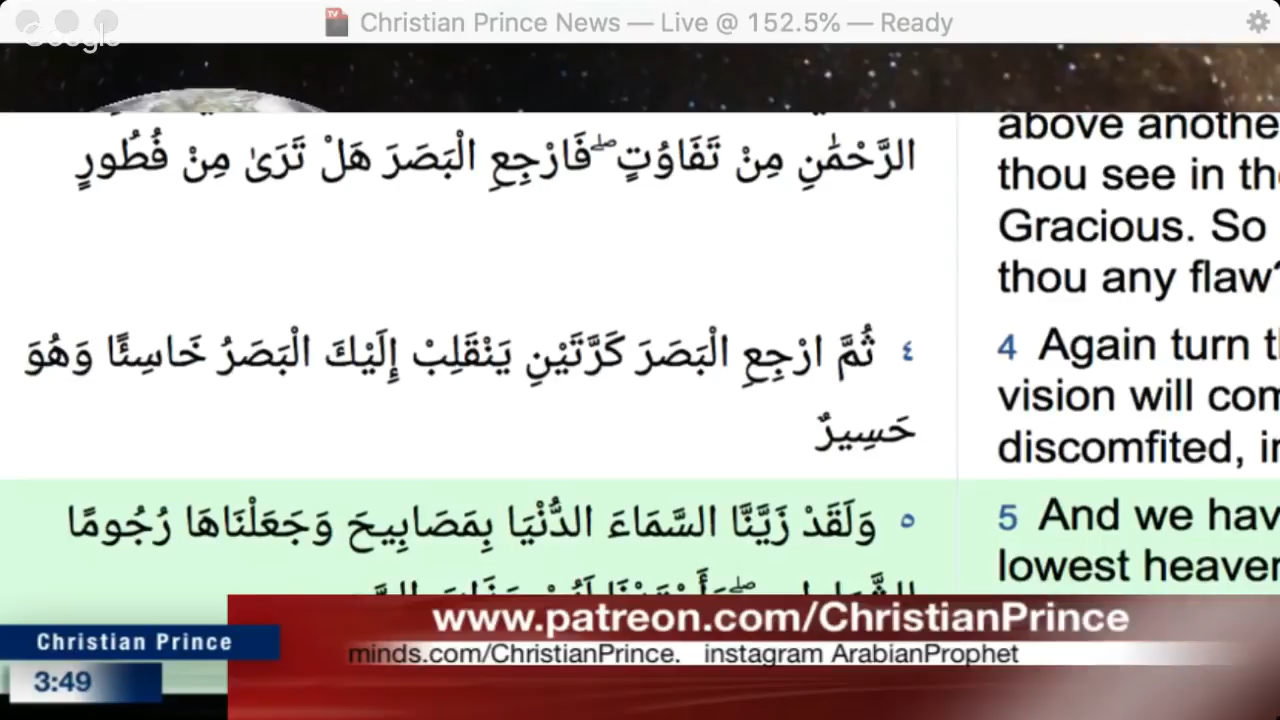 Christian Prince News — Live @ 152.5% — Ready
Google
الرَّحْمَٰنِ مِنْ تَفَاوُتٍ ۖ فَارْجِعِ الْبَصَرَ هَلْ تَرَىٰ مِنْ فُطُورٍ
٤ ثُمَّ ارْجِعِ الْبَصَرَ كَرَّتَيْنِ يَنْقَلِبْ إِلَيْكَ الْبَصَرُ خَاسِئًا وَهُوَ
حَسِيرٌ
٥ وَلَقَدْ زَيَّنَّا السَّمَاءَ الدُّنْيَا بِمَصَابِيحَ وَجَعَلْنَاهَا رُجُومًا
above anothe
thou see in th
Gracious. So
thou any flaw?
4 Again turn t
vision will com
discomfited, i
5 And we hav
lowest heaven
www.patreon.com/ChristianPrince
minds.com/ChristianPrince. instagram ArabianProphet
Christian Prince
3:49